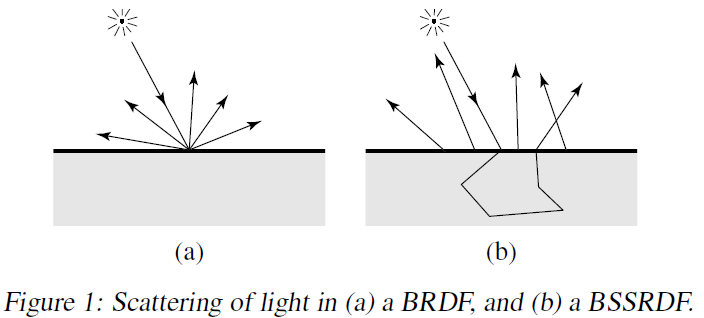 (a)
(b)
Figure 1: Scattering of light in (a) a BRDF, and (b) a BSSRDF.